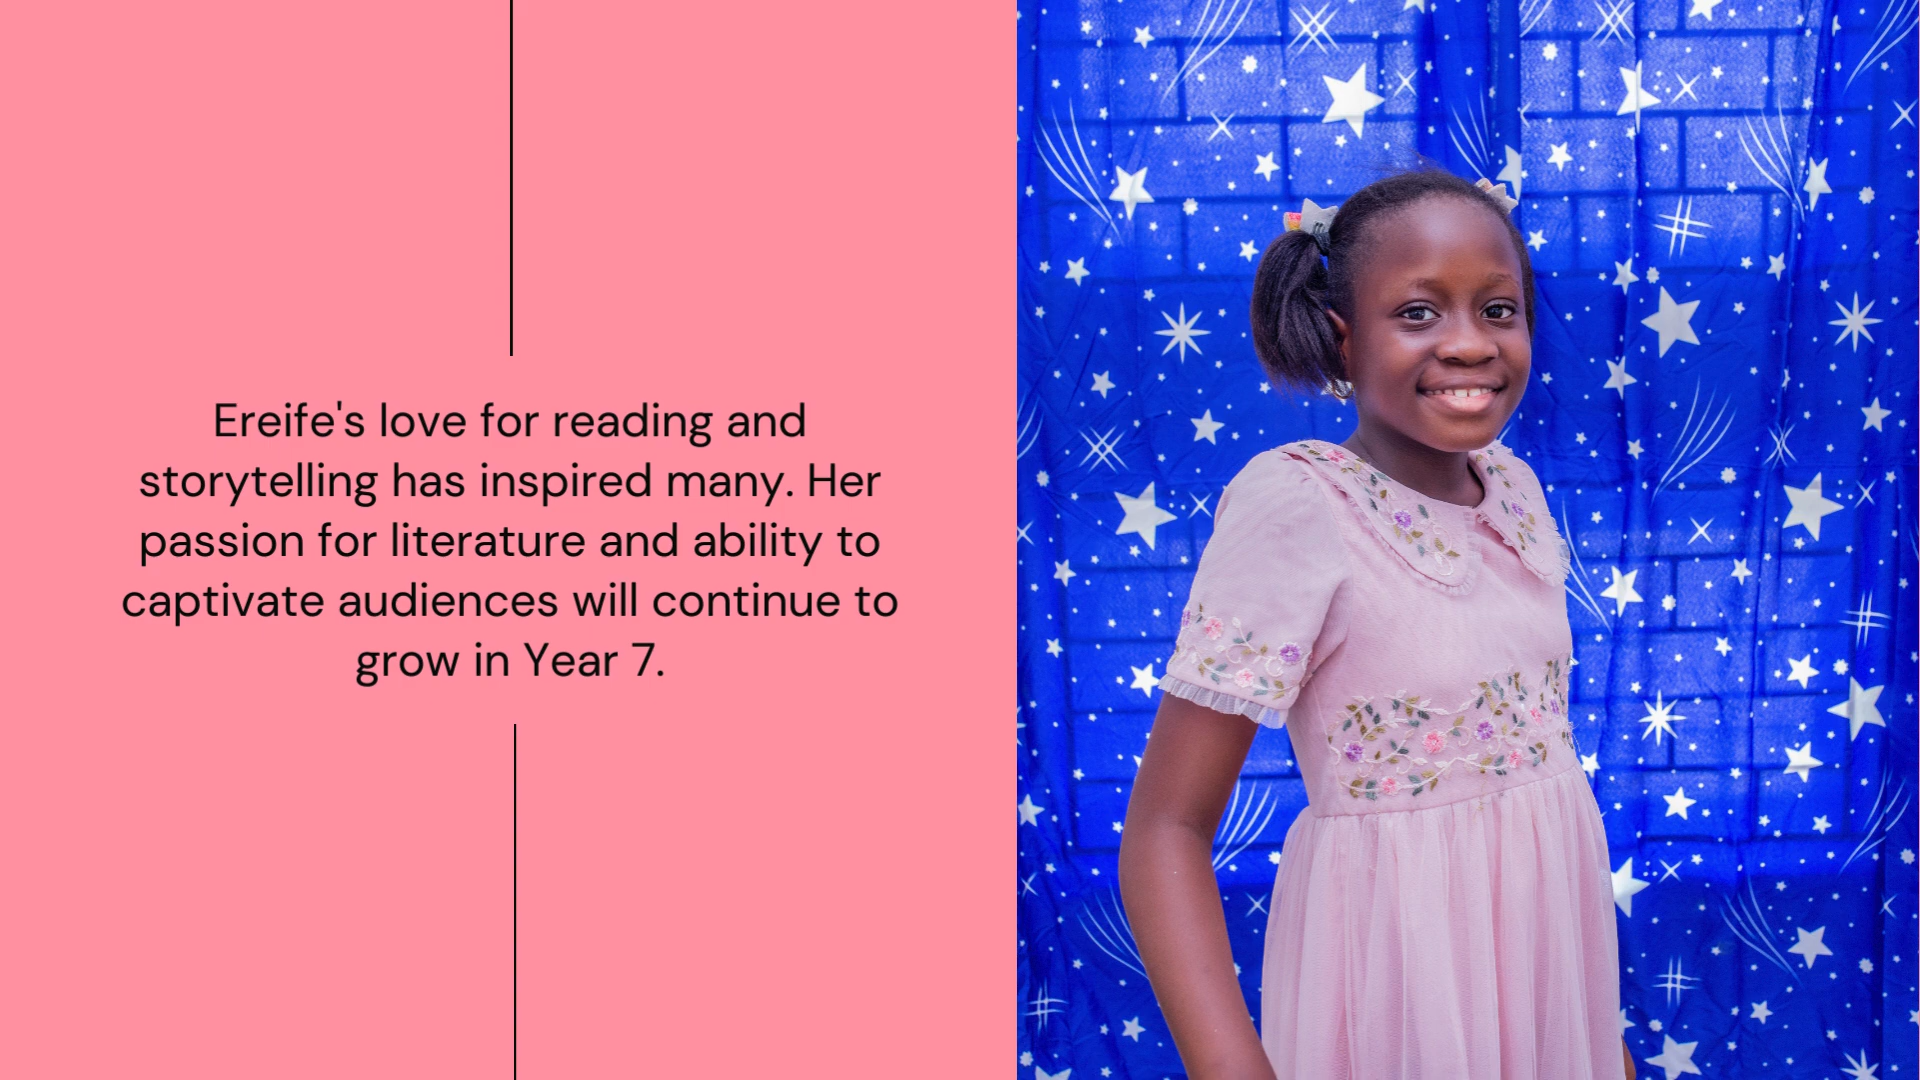 Ereife's love for reading and
storytelling has inspired many. Her
passion for literature and ability to
captivate audiences will continue to
grow in Year 7.